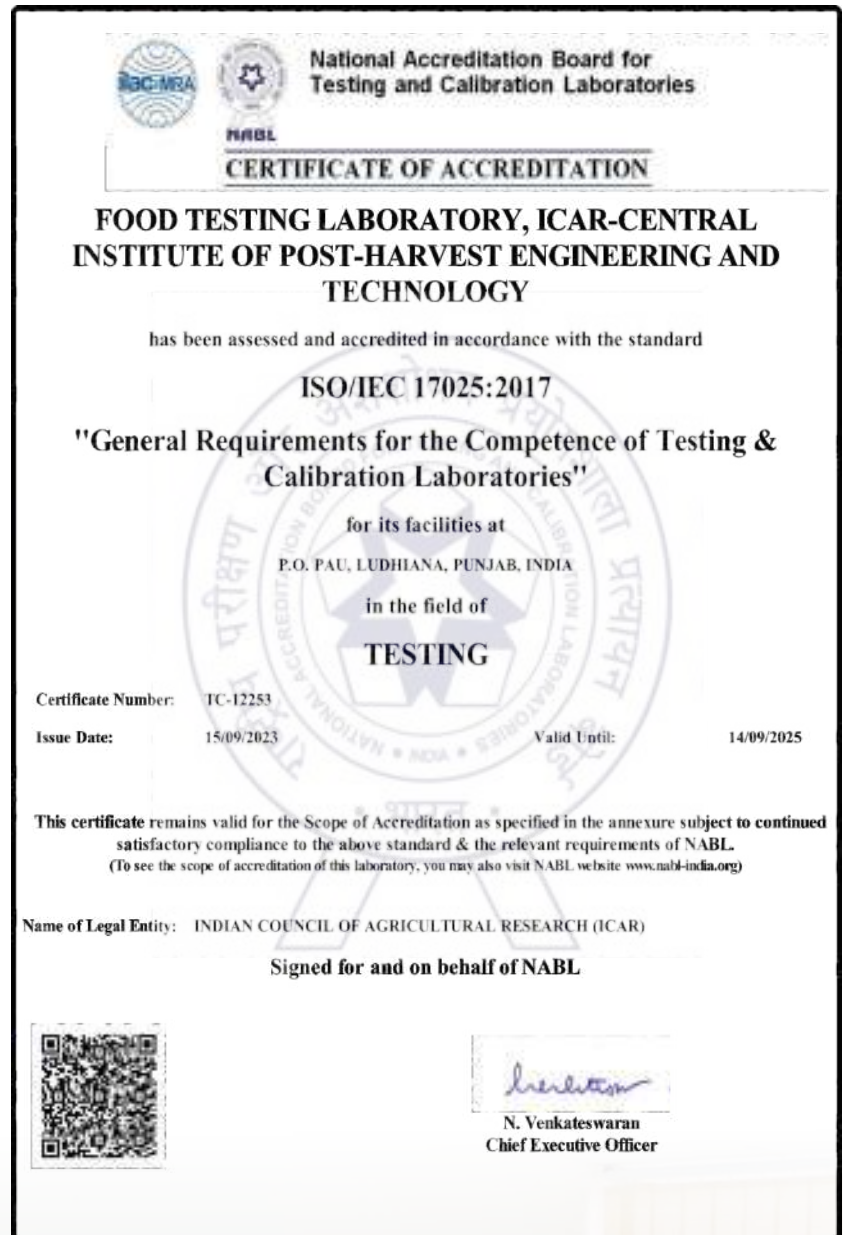 ilac-MRA
National Accreditation Board for
Testing and Calibration Laboratories
NABL
CERTIFICATE OF ACCREDITATION
FOOD TESTING LABORATORY, ICAR-CENTRAL
INSTITUTE OF POST-HARVEST ENGINEERING AND
TECHNOLOGY
has been assessed and accredited in accordance with the standard
ISO/IEC 17025:2017
"General Requirements for the Competence of Testing &
Calibration Laboratories"
for its facilities at
P.O. PAU, LUDHIANA, PUNJAB, INDIA
in the field of
TESTING
Certificate Number: TC-12253
Issue Date: 15/09/2023 Valid Until: 14/09/2025
This certificate remains valid for the Scope of Accreditation as specified in the annexure subject to continued
satisfactory compliance to the above standard & the relevant requirements of NABL.
(To see the scope of accreditation of this laboratory, you may also visit NABL website www.nabl-india.org)
Name of Legal Entity: INDIAN COUNCIL OF AGRICULTURAL RESEARCH (ICAR)
Signed for and on behalf of NABL
N. Venkateswaran
Chief Executive Officer